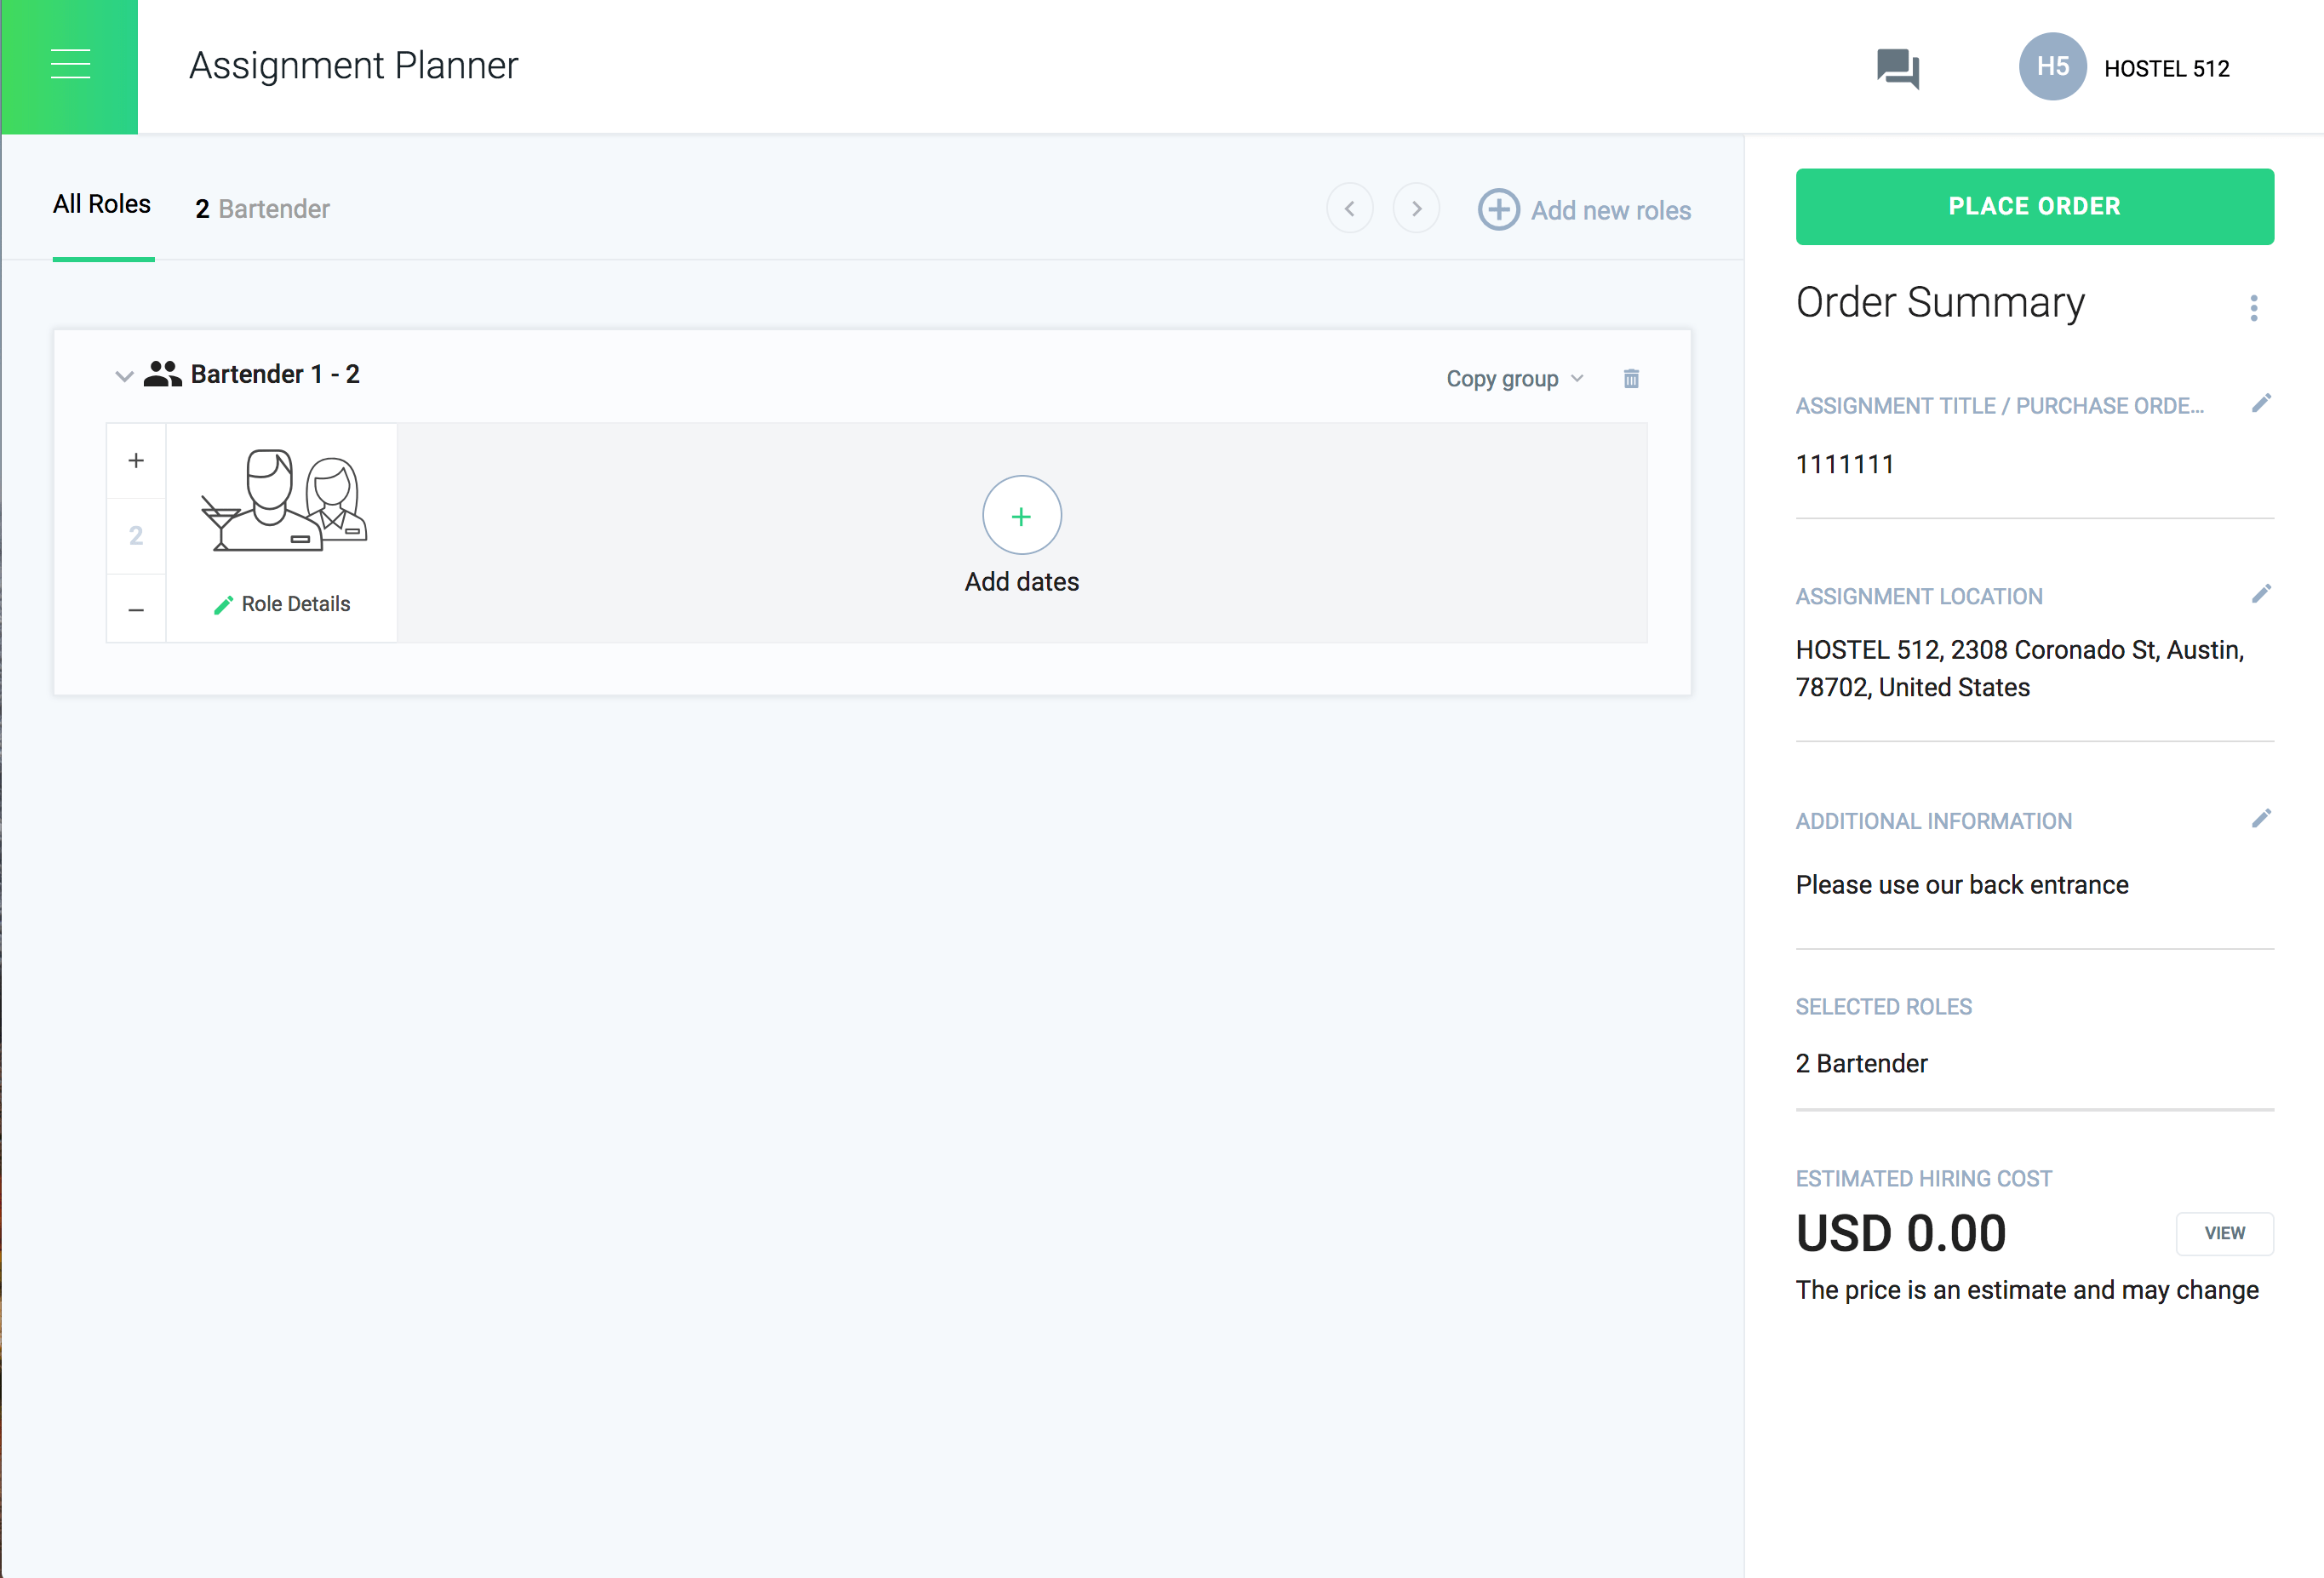 Assignment Planner
H5 HOSTEL 512
All Roles
2 Bartender
Add new roles
Bartender 1 - 2
Copy group
+
2
–
Role Details
+
Add dates
PLACE ORDER
Order Summary
ASSIGNMENT TITLE / PURCHASE ORDE...
1111111
ASSIGNMENT LOCATION
HOSTEL 512, 2308 Coronado St, Austin,
78702, United States
ADDITIONAL INFORMATION
Please use our back entrance
SELECTED ROLES
2 Bartender
ESTIMATED HIRING COST
USD 0.00
VIEW
The price is an estimate and may change